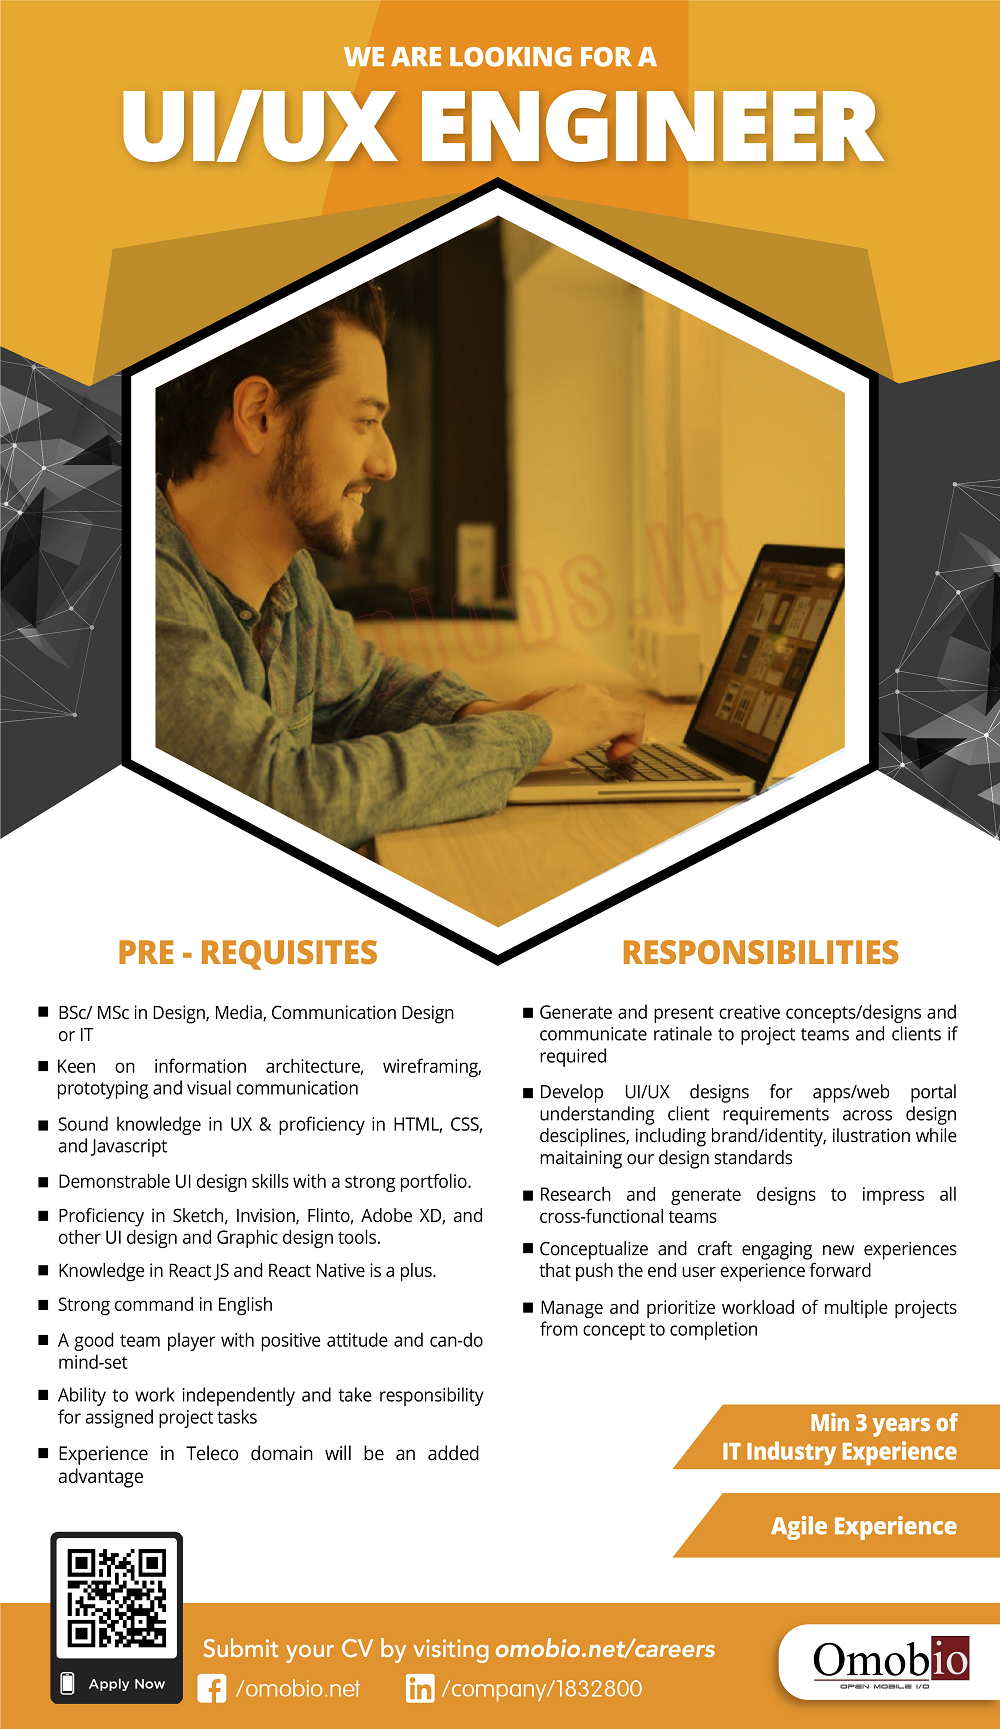 WE ARE LOOKING FOR A
UI/UX ENGINEER
PRE - REQUISITES
■ BSc/ MSc in Design, Media, Communication Design
or IT
■ Keen on information architecture, wireframing,
prototyping and visual communication
■ Sound knowledge in UX & proficiency in HTML, CSS,
and Javascript
■ Demonstrable UI design skills with a strong portfolio.
■ Proficiency in Sketch, Invision, Flinto, Adobe XD, and
other UI design and Graphic design tools.
■ Knowledge in React JS and React Native is a plus.
■ Strong command in English
■ A good team player with positive attitude and can-do
mind-set
■ Ability to work independently and take responsibility
for assigned project tasks
■ Experience in Teleco domain will be an added
advantage
RESPONSIBILITIES
■ Generate and present creative concepts/designs and
communicate ratinale to project teams and clients if
required
■ Develop UI/UX designs for apps/web portal
understanding client requirements across design
desciplines, including brand/identity, ilustration while
maitaining our design standards
■ Research and generate designs to impress all
cross-functional teams
■ Conceptualize and craft engaging new experiences
that push the end user experience forward
■ Manage and prioritize workload of multiple projects
from concept to completion
Min 3 years of
IT Industry Experience
Agile Experience
Apply Now
Submit your CV by visiting omobio.net/careers
/omobio.net
/company/1832800
Omobio
OPEN MOBILE I/O